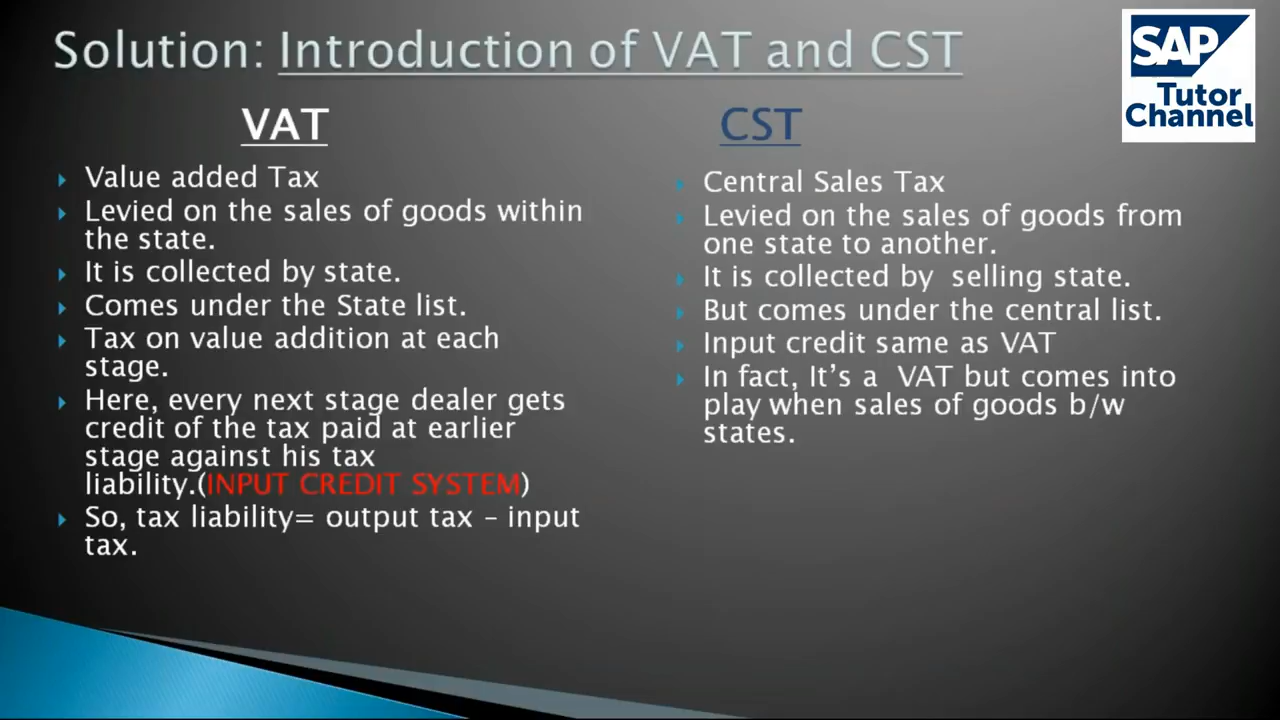 Solution: Introduction of VAT and CST
SAP
Tutor
Channel
VAT
Value added Tax
Levied on the sales of goods within
the state.
It is collected by state.
Comes under the State list.
Tax on value addition at each
stage.
Here, every next stage dealer gets
credit of the tax paid at earlier
stage against his tax
liability.(INPUT CREDIT SYSTEM)
So, tax liability= output tax – input
tax.
CST
Central Sales Tax
Levied on the sales of goods from
one state to another.
It is collected by selling state.
But comes under the central list.
Input credit same as VAT
In fact, It’s a VAT but comes into
play when sales of goods b/w
states.